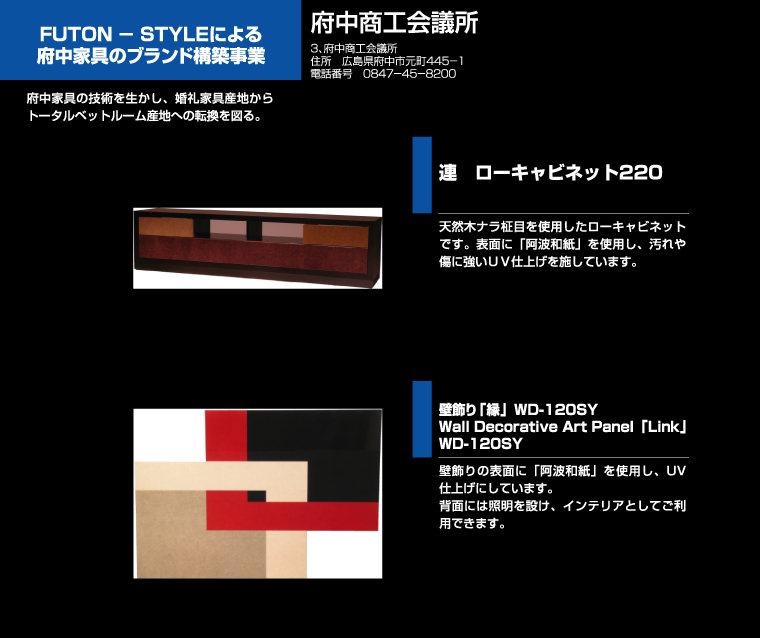 FUTON － STYLEによる
府中家具のブランド構築事業
府中商工会議所
3、府中商工会議所
住所　広島県府中市元町445−1
電話番号　0847−45−8200
府中家具の技術を生かし、婚礼家具産地から
トータルベットルーム産地への転換を図る。
連　ローキャビネット220
天然木ナラ柾目を使用したローキャビネット
です。表面に「阿波和紙」を使用し、汚れや
傷に強いUV仕上げを施しています。
壁飾り「縁」WD-120SY
Wall Decorative Art Panel「Link」
WD-120SY
壁飾りの表面に「阿波和紙」を使用し、UV
仕上げにしています。
背面には照明を設け、インテリアとしてご利
用できます。